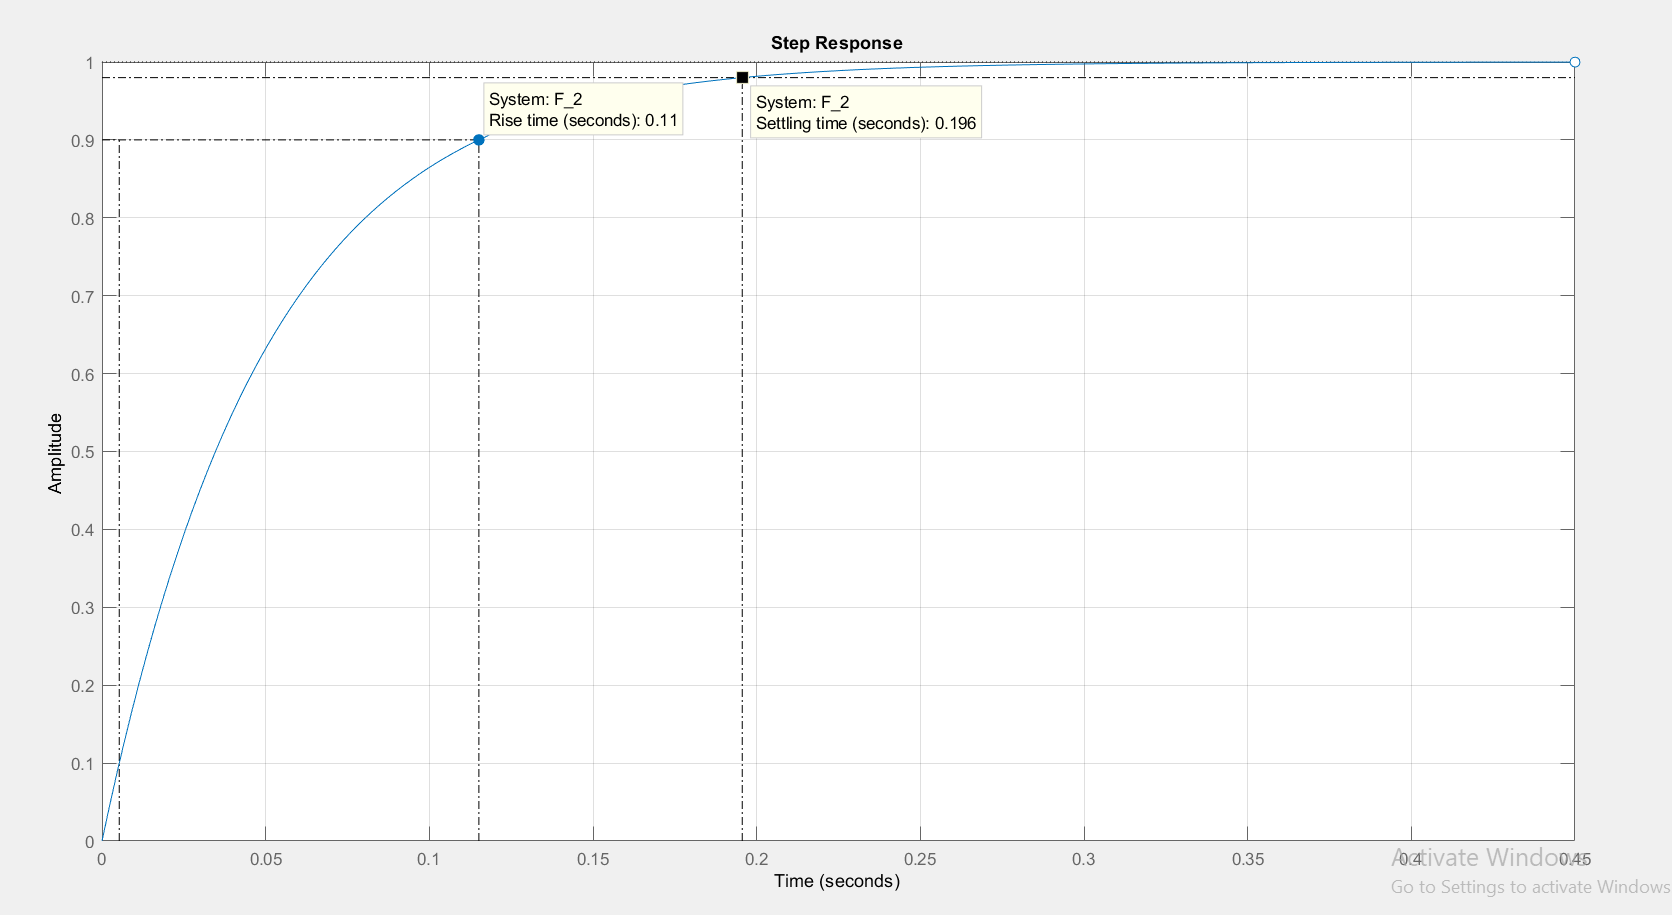 Step Response
1
System: F_2
Rise time (seconds): 0.11
System: F_2
Settling time (seconds): 0.196
0.9
0.8
0.7
0.6
0.5
0.4
0.3
0.2
0.1
0
Amplitude
0
0.05
0.1
0.15
0.2
0.25
0.3
0.35
0.4
0.45
Time (seconds)
Activate Windows
Go to Settings to activate Windows